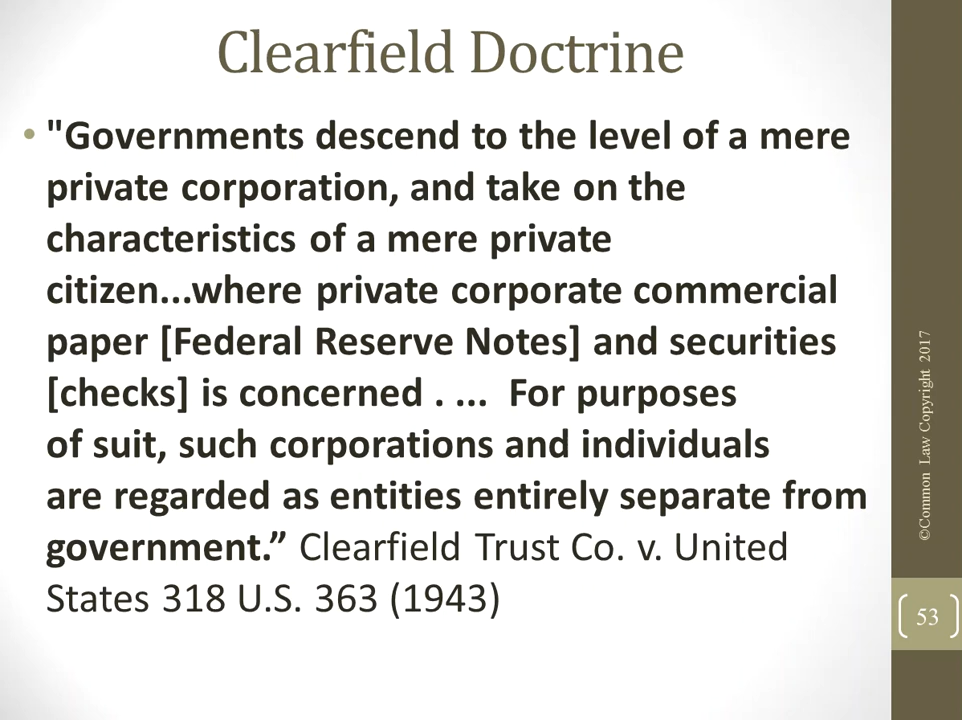 Clearfield Doctrine
• "Governments descend to the level of a mere
private corporation, and take on the
characteristics of a mere private
citizen...where private corporate commercial
paper [Federal Reserve Notes] and securities
[checks] is concerned . ... For purposes
of suit, such corporations and individuals
are regarded as entities entirely separate from
government.” Clearfield Trust Co. v. United
States 318 U.S. 363 (1943)
©Common Law Copyright 2017
53